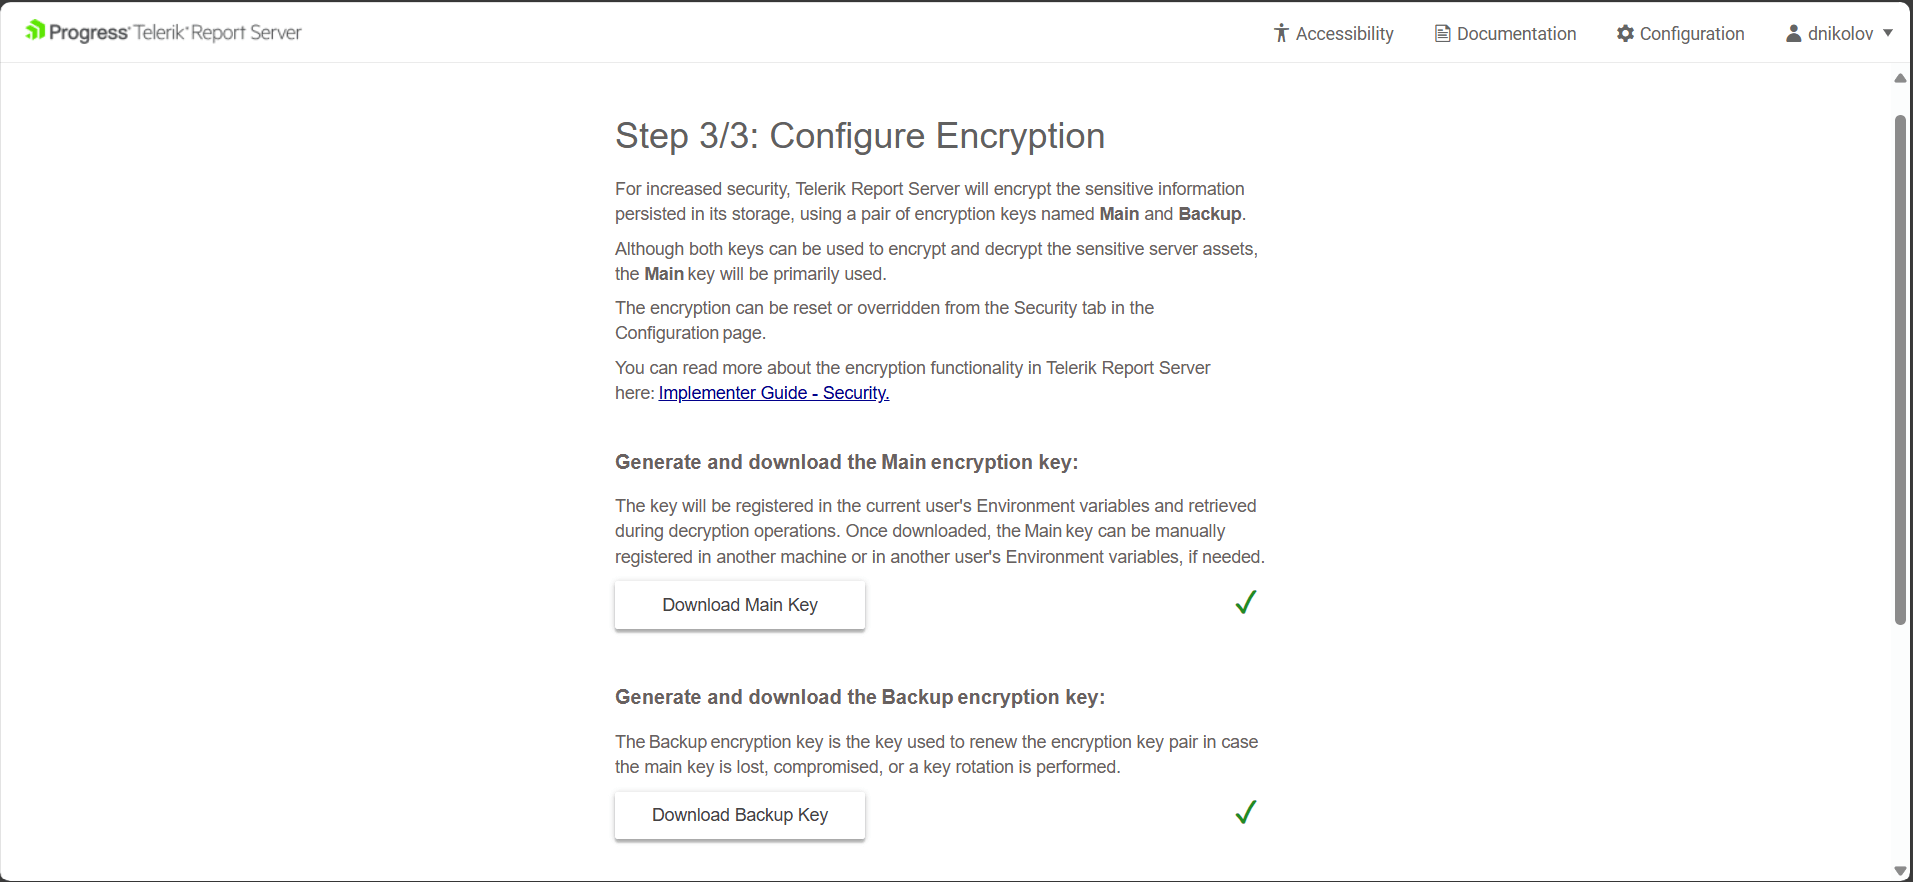 Progress® Telerik® Report Server
Accessibility
Documentation
Configuration
dnikolov
Step 3/3: Configure Encryption
For increased security, Telerik Report Server will encrypt the sensitive information
persisted in its storage, using a pair of encryption keys named Main and Backup.
Although both keys can be used to encrypt and decrypt the sensitive server assets,
the Main key will be primarily used.
The encryption can be reset or overridden from the Security tab in the
Configuration page.
You can read more about the encryption functionality in Telerik Report Server
here: Implementer Guide - Security.
Generate and download the Main encryption key:
The key will be registered in the current user's Environment variables and retrieved
during decryption operations. Once downloaded, the Main key can be manually
registered in another machine or in another user's Environment variables, if needed.
Download Main Key
Generate and download the Backup encryption key:
The Backup encryption key is the key used to renew the encryption key pair in case
the main key is lost, compromised, or a key rotation is performed.
Download Backup Key